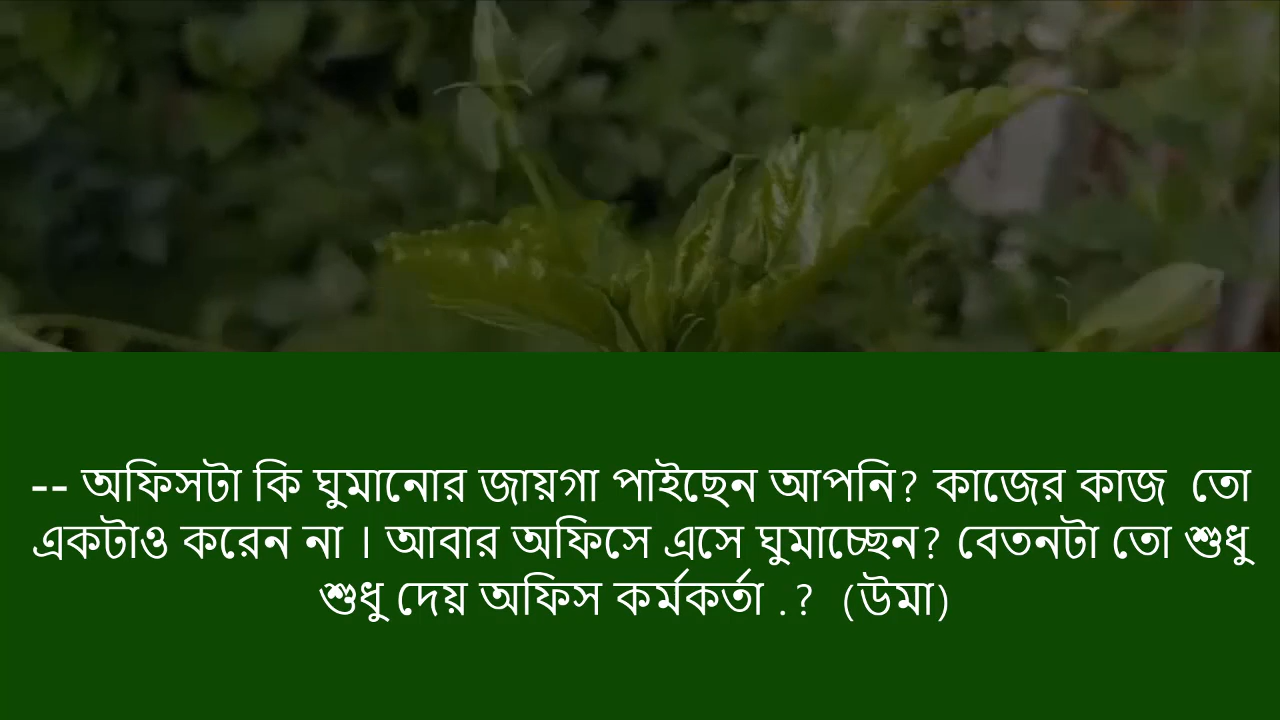 -- অফিসটা কি ঘুমানোর জায়গা পাইছেন আপনি? কাজের কাজ  তো
একটাও করেন না । আবার অফিসে এসে ঘুমাচ্ছেন? বেতনটা তো শুধু
শুধু দেয় অফিস কর্মকর্তা .?  (উমা)